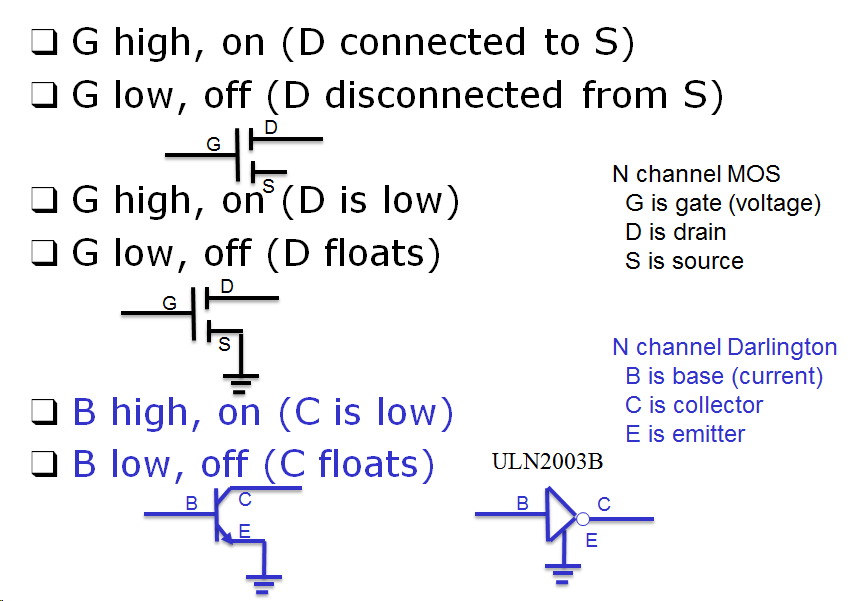 ❑ G high, on (D connected to S)
❑ G low, off (D disconnected from S)
G
D
S
❑ G high, on (D is low)
❑ G low, off (D floats)
N channel MOS
G is gate (voltage)
D is drain
S is source
G
D
S
N channel Darlington
B is base (current)
C is collector
E is emitter
❑ B high, on (C is low)
❑ B low, off (C floats)
ULN2003B
B
C
E
B
C
E